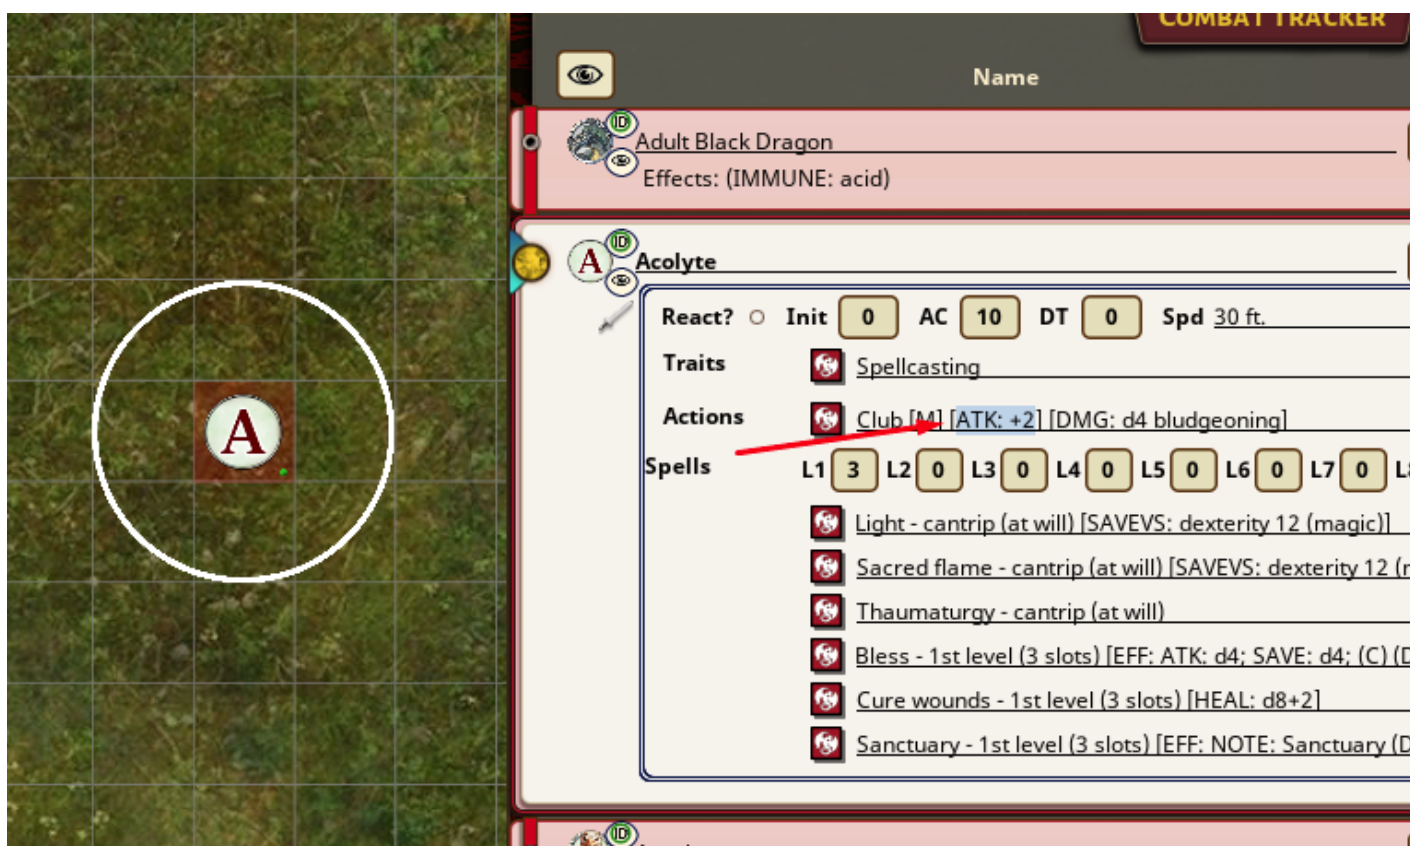 COMBAT TRACKER
Name
ID
Adult Black Dragon
Effects: (IMMUNE: acid)
ID
A
Acolyte
React? Init 0 AC 10 DT 0 Spd 30 ft.
Traits Spellcasting
Actions Club [M] [ATK: +2] [DMG: d4 bludgeoning]
Spells L1 3 L2 0 L3 0 L4 0 L5 0 L6 0 L7 0
Light - cantrip (at will) [SAVEVS: dexterity 12 (magic)]
Sacred flame - cantrip (at will) [SAVEVS: dexterity 12
Thaumaturgy - cantrip (at will)
Bless - 1st level (3 slots) [EFF: ATK: d4; SAVE: d4; (C)
Cure wounds - 1st level (3 slots) [HEAL: d8+2]
Sanctuary - 1st level (3 slots) [EFF: NOTE: Sanctuary
ID
A